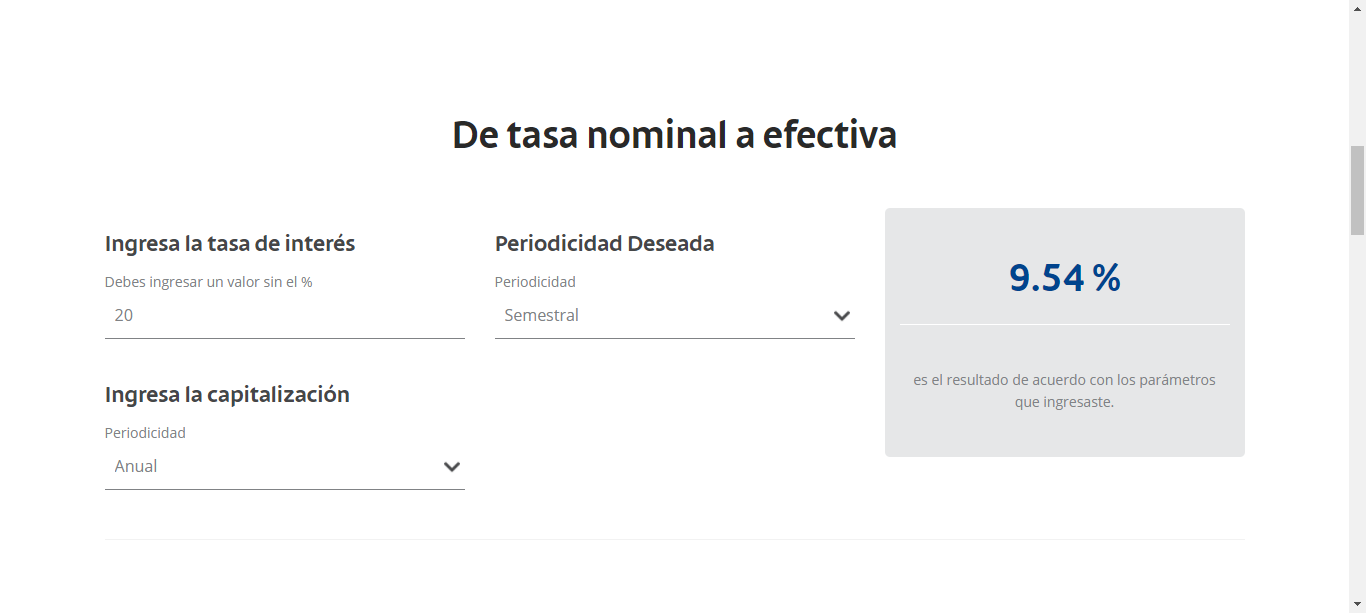 De tasa nominal a efectiva
Ingresa la tasa de interés
Debes ingresar un valor sin el %
20
Periodicidad Deseada
Periodicidad
Semestral
9.54 %
es el resultado de acuerdo con los parámetros
que ingresaste.
Ingresa la capitalización
Periodicidad
Anual